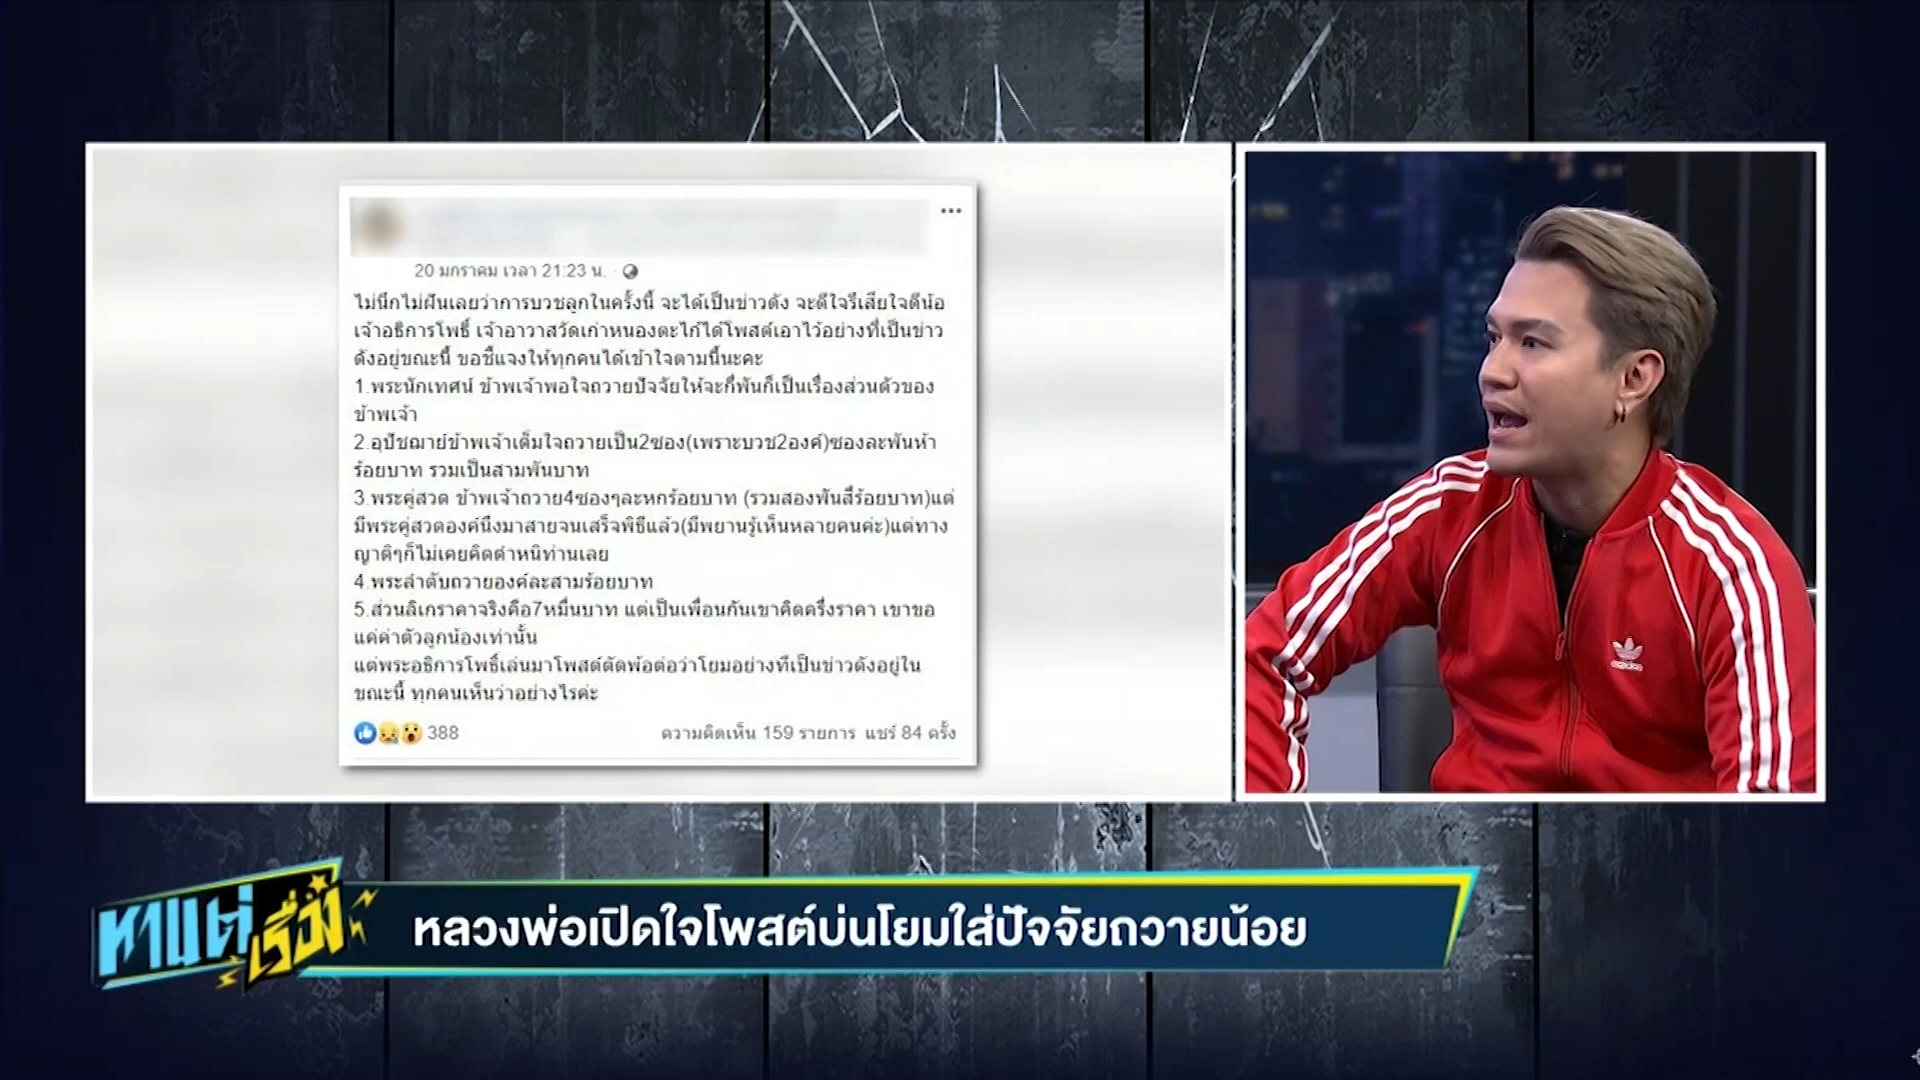 20 มกราคม เวลา 21:23 น.
ไม่นึกไม่ฝันเลยว่าการบวชลูกในครั้งนี้ จะได้เป็นข่าวดัง จะดีใจรึเสียใจดีน้อ
เจ้าอธิการโพธิ์ เจ้าอาวาสวัดเก่าหนองตะไก้ได้โพสต์เอาไว้อย่างที่เป็นข่าว
ดังอยู่ขณะนี้ ขอชี้แจงให้ทุกคนได้เข้าใจตามนี้นะคะ
1.พระนักเทศน์ ข้าพเจ้าพอใจถวายปัจจัยให้จะกี่พันก็เป็นเรื่องส่วนตัวของ
ข้าพเจ้า
2.อุปัชฌาย์ข้าพเจ้าเต็มใจถวายเป็น2ซอง(เพราะบวช2องค์)ซองละพันห้า
ร้อยบาท รวมเป็นสามพันบาท
3.พระคู่สวด ข้าพเจ้าถวาย4ซองๆละหกร้อยบาท (รวมสองพันสี่ร้อยบาท)แต่
มีพระคู่สวดองค์นึงมาสายจนเสร็จพิธีแล้ว(มีพยานรู้เห็นหลายคนค่ะ)แต่ทาง
ญาติๆก็ไม่เคยคิดตำหนิท่านเลย
4.พระลำดับถวายองค์ละสามร้อยบาท
5.ส่วนลิเกราคาจริงคือ7หมื่นบาท แต่เป็นเพื่อนกันเขาคิดครึ่งราคา เขาขอ
แค่ค่าตัวลูกน้องเท่านั้น
แต่พระอธิการโพธิ์เล่นมาโพสต์ตัดพ้อต่อว่าโยมอย่างที่เป็นข่าวดังอยู่ใน
ขณะนี้ ทุกคนเห็นว่าอย่างไรค่ะ
388 ความคิดเห็น 159 รายการ แชร์ 84 ครั้ง
adidas
หาแต่เรื่อง
หลวงพ่อเปิดใจโพสต์บ่นโยมใส่ปัจจัยถวายน้อย